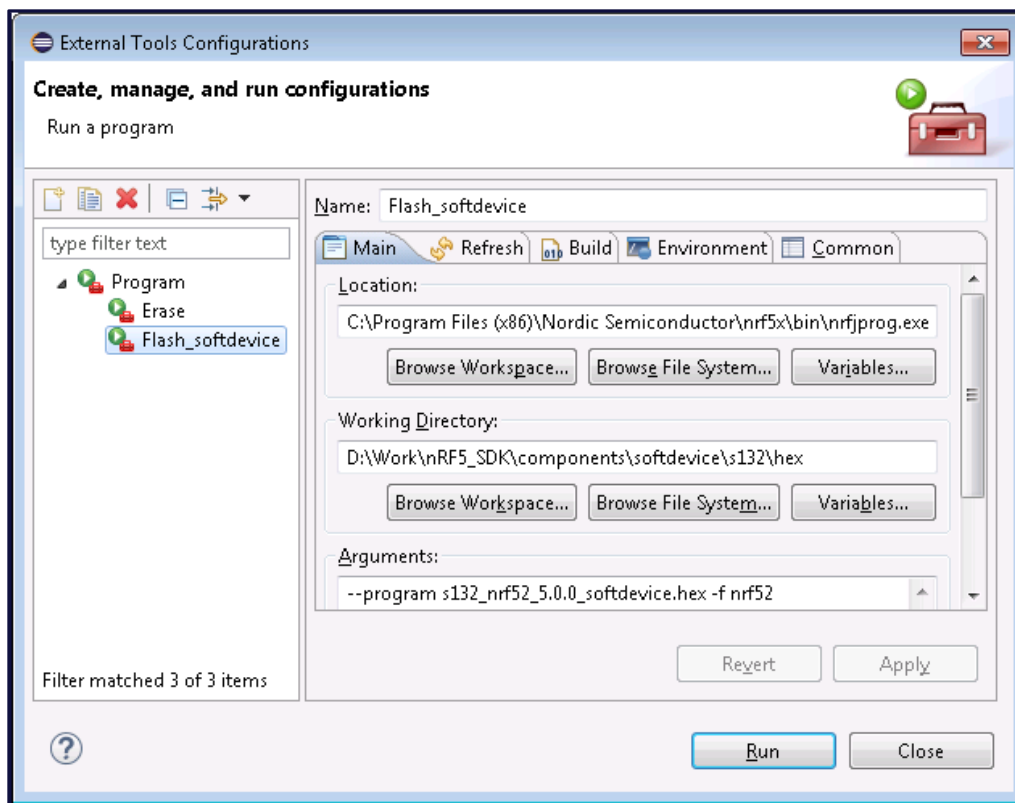 External Tools Configurations
Create, manage, and run configurations
Run a program
type filter text
Program
Erase
Flash_softdevice
Filter matched 3 of 3 items
Name: Flash_softdevice
Main Refresh Build Environment Common
Location:
C:\Program Files (x86)\Nordic Semiconductor\nrf5x\bin\nrfjprog.exe
Browse Workspace... Browse File System... Variables...
Working Directory:
D:\Work\nRF5_SDK\components\softdevice\s132\hex
Browse Workspace... Browse File System... Variables...
Arguments:
--program s132_nrf52_5.0.0_softdevice.hex -f nrf52
Revert Apply
Run Close